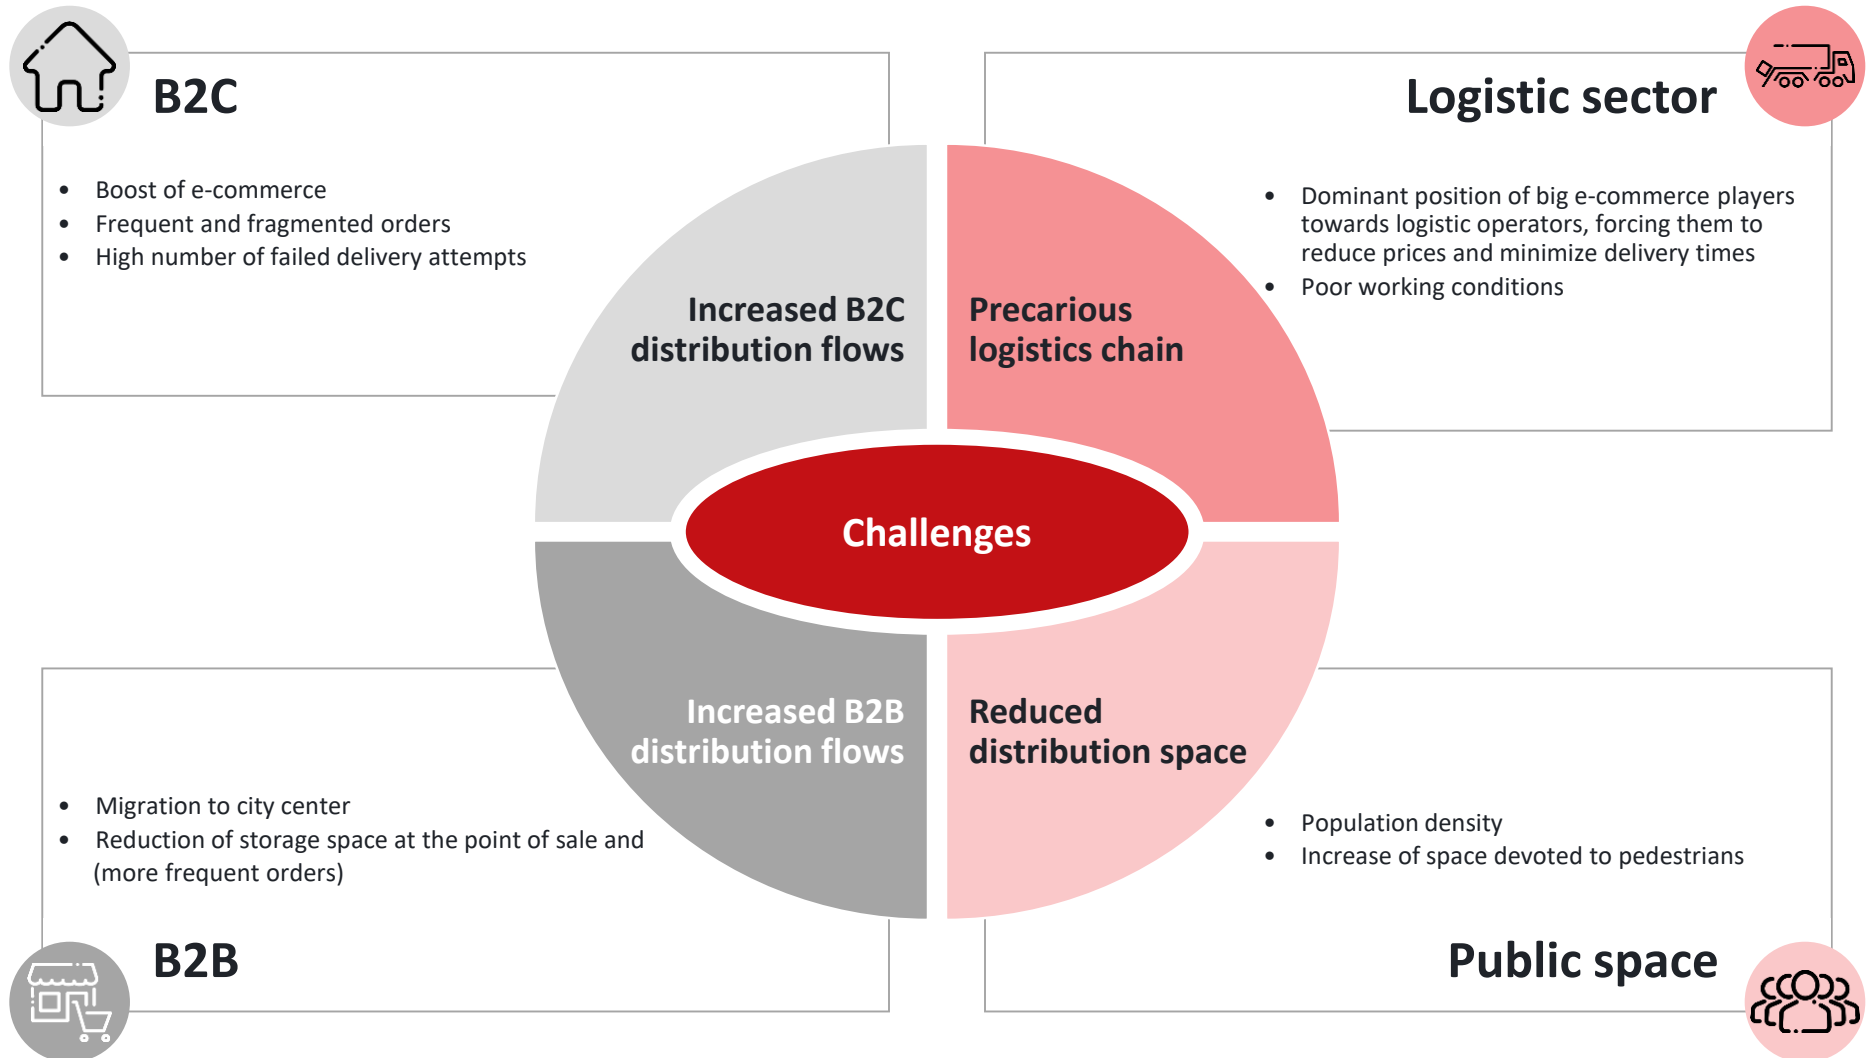 B2C
• Boost of e-commerce
• Frequent and fragmented orders
• High number of failed delivery attempts
Logistic sector
• Dominant position of big e-commerce players
towards logistic operators, forcing them to
reduce prices and minimize delivery times
• Poor working conditions
Increased B2C
distribution flows
Precarious
logistics chain
Challenges
Increased B2B
distribution flows
Reduced
distribution space
• Migration to city center
• Reduction of storage space at the point of sale and
(more frequent orders)
B2B
• Population density
• Increase of space devoted to pedestrians
Public space